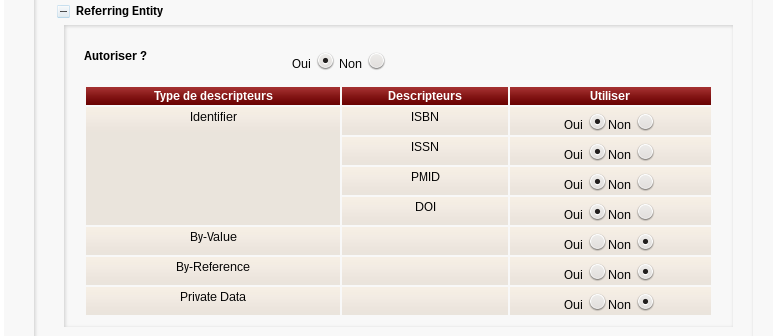 Referring Entity
Autoriser ? Oui Non
Type de descripteurs Descripteurs Utiliser
Identifier ISBN Oui Non
ISSN Oui Non
PMID Oui Non
DOI Oui Non
By-Value Oui Non
By-Reference Oui Non
Private Data Oui Non